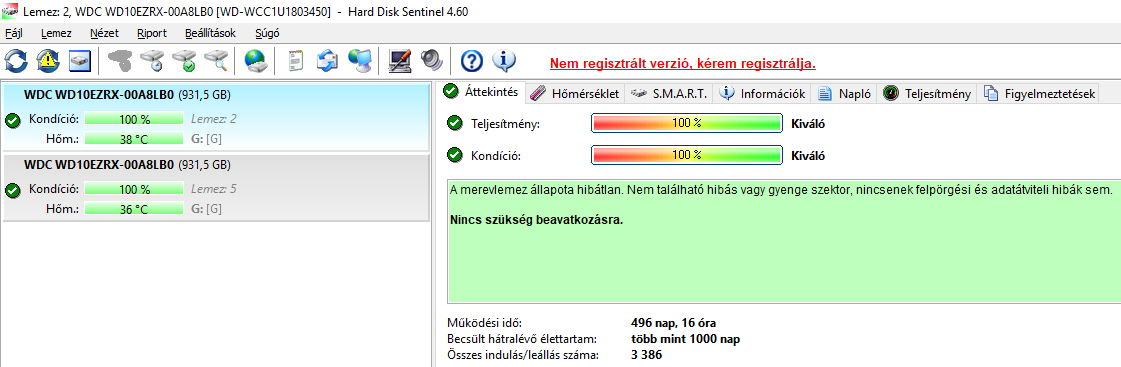 Lemez: 2, WDC WD10EZRX-00A8LB0 [WD-WCC1U1803450] - Hard Disk Sentinel 4.60
Fájl Lemez Nézet Riport Beállítások Súgó
Nem regisztrált verzió, kérem regisztrálja.
WDC WD10EZRX-00A8LB0 (931,5 GB)
Kondíció: 100 % Lemez: 2
Hőm.: 38 °C G: [G]
WDC WD10EZRX-00A8LB0 (931,5 GB)
Kondíció: 100 % Lemez: 5
Hőm.: 36 °C G: [G]
Áttekintés Hőmérséklet S.M.A.R.T. Információk Napló Teljesítmény Figyelmeztetések
Teljesítmény: 100 % Kiváló
Kondíció: 100 % Kiváló
A merevlemez állapota hibátlan. Nem található hibás vagy gyenge szektor, nincsenek felpörgési és adatátviteli hibák sem.
Nincs szükség beavatkozásra.
Működési idő: 496 nap, 16 óra
Becsült hátralévő élettartam: több mint 1000 nap
Összes indulás/leállás száma: 3 386